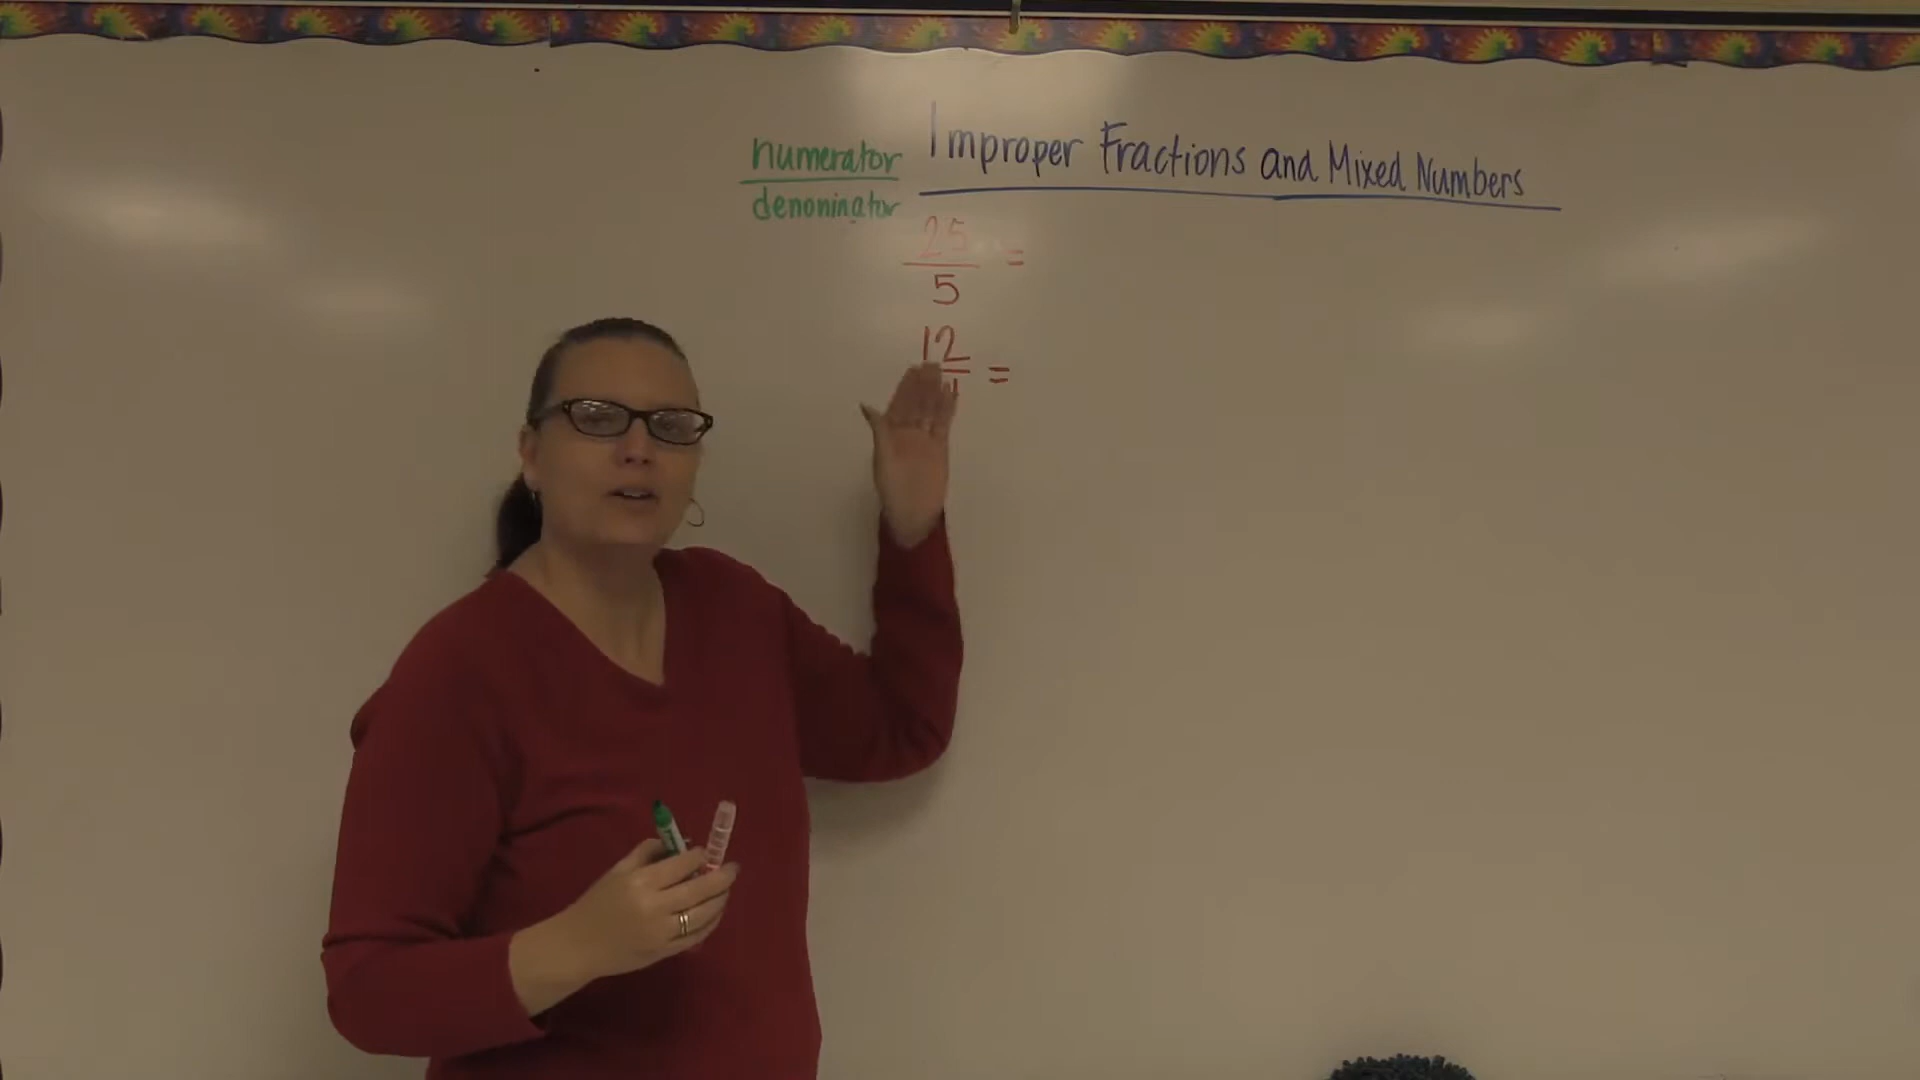 Improper Fractions and Mixed Numbers
numerator
denoninator
25
5
=
12
=